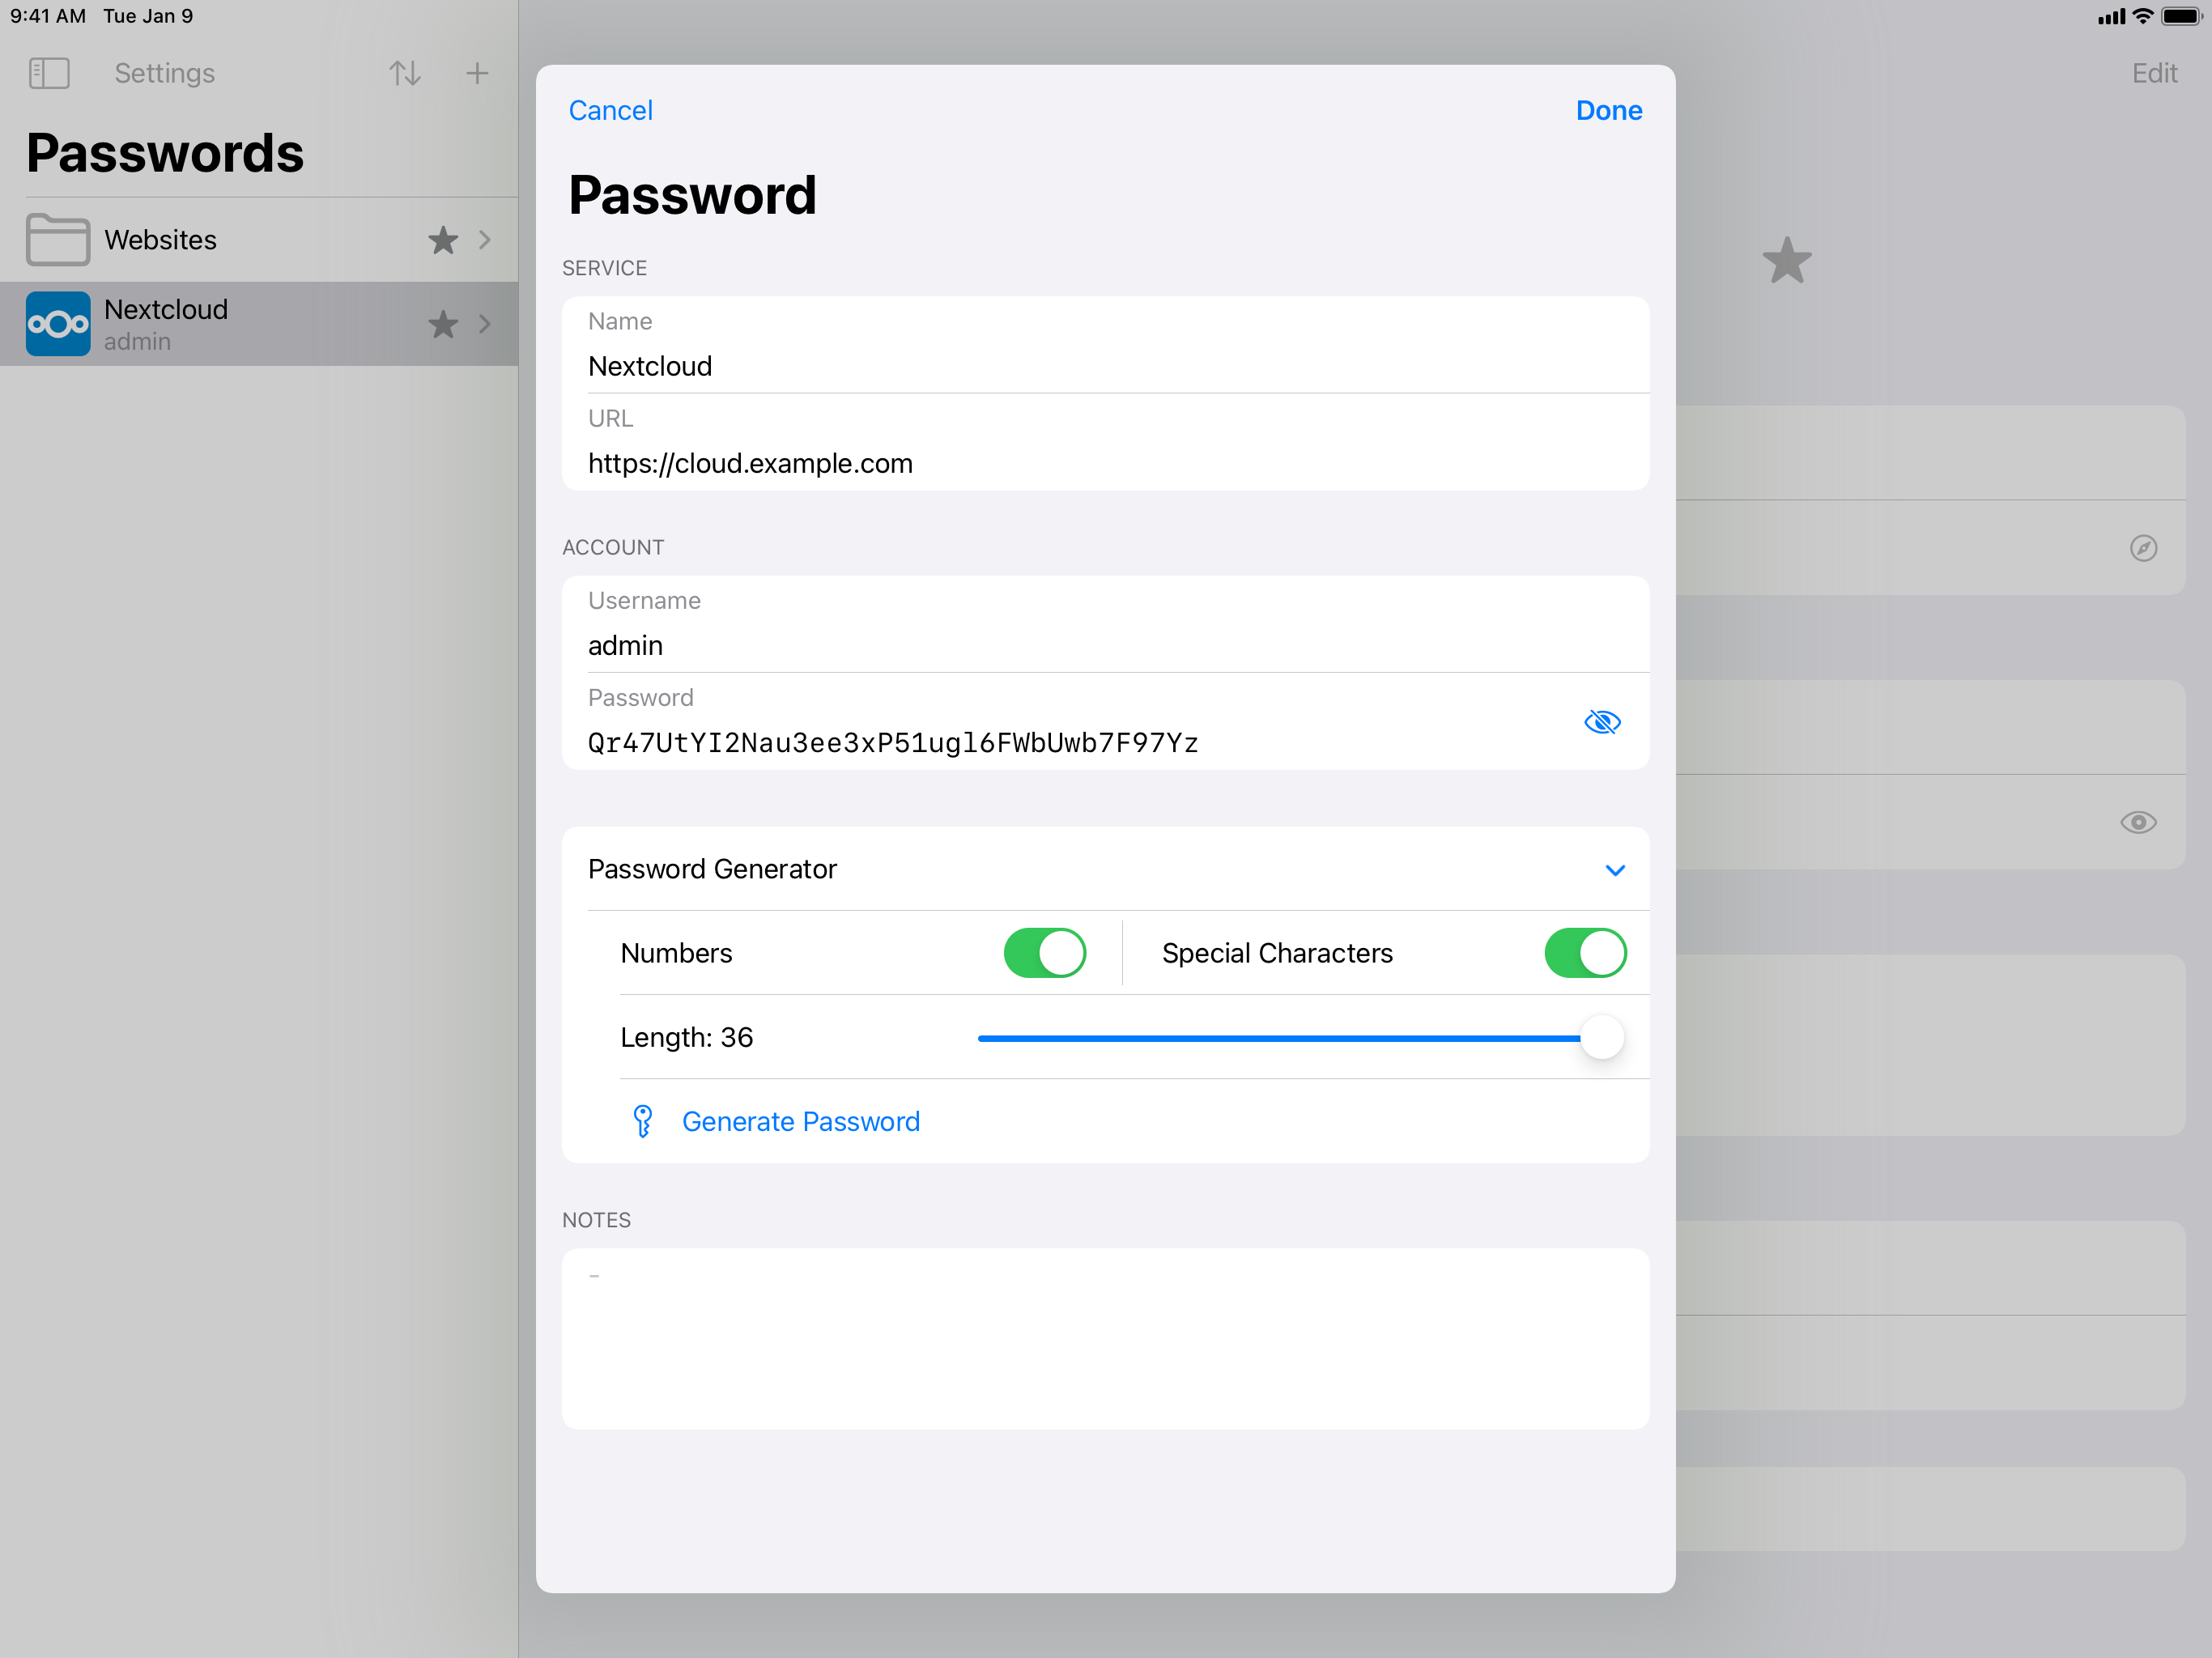 9:41 AM Tue Jan 9
Settings
Edit
Passwords
Websites
Nextcloud
admin
Cancel
Done
Password
SERVICE
Name
Nextcloud
URL
https://cloud.example.com
ACCOUNT
Username
admin
Password
Qr47UtYI2Nau3ee3xP51ugl6FWbUwb7F97Yz
Password Generator
Numbers
Special Characters
Length: 36
Generate Password
NOTES
-